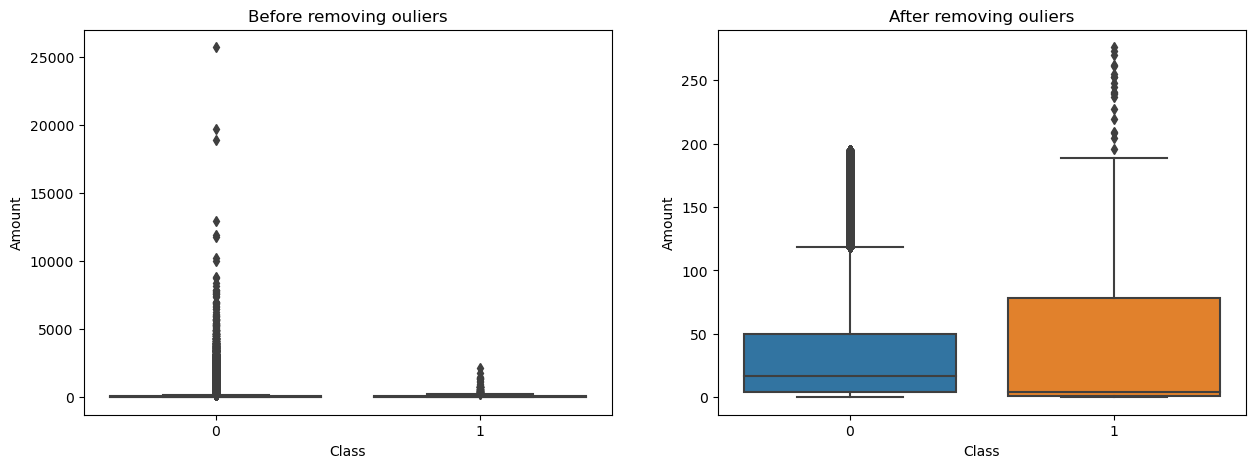 Before removing ouliers
25000
20000
15000
10000
5000
0
Amount
0
1
Class
After removing ouliers
250
200
150
100
50
0
Amount
0
1
Class